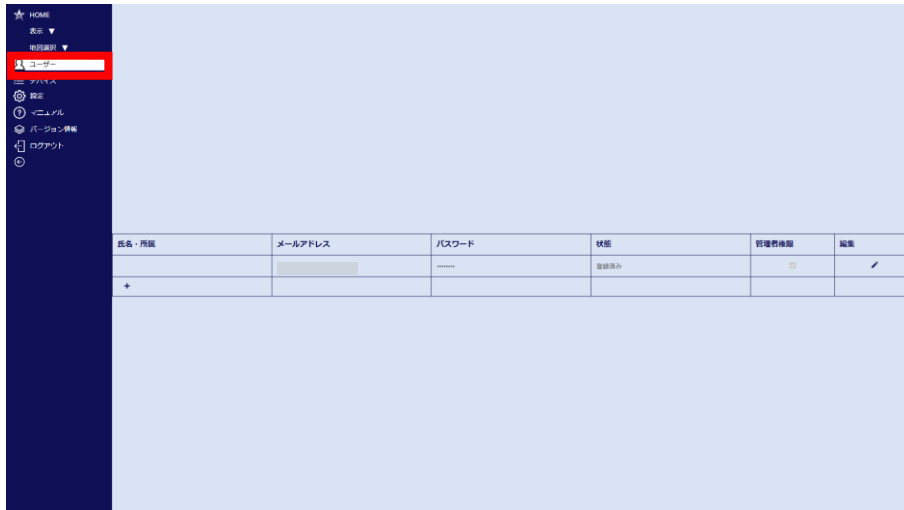 HOME
表示 ▼
地図選択 ▼
ユーザー
デバイス
設定
マニュアル
バージョン情報
ログアウト
氏名・所属 メールアドレス パスワード 状態 管理者権限 編集
········ 登録済み
+